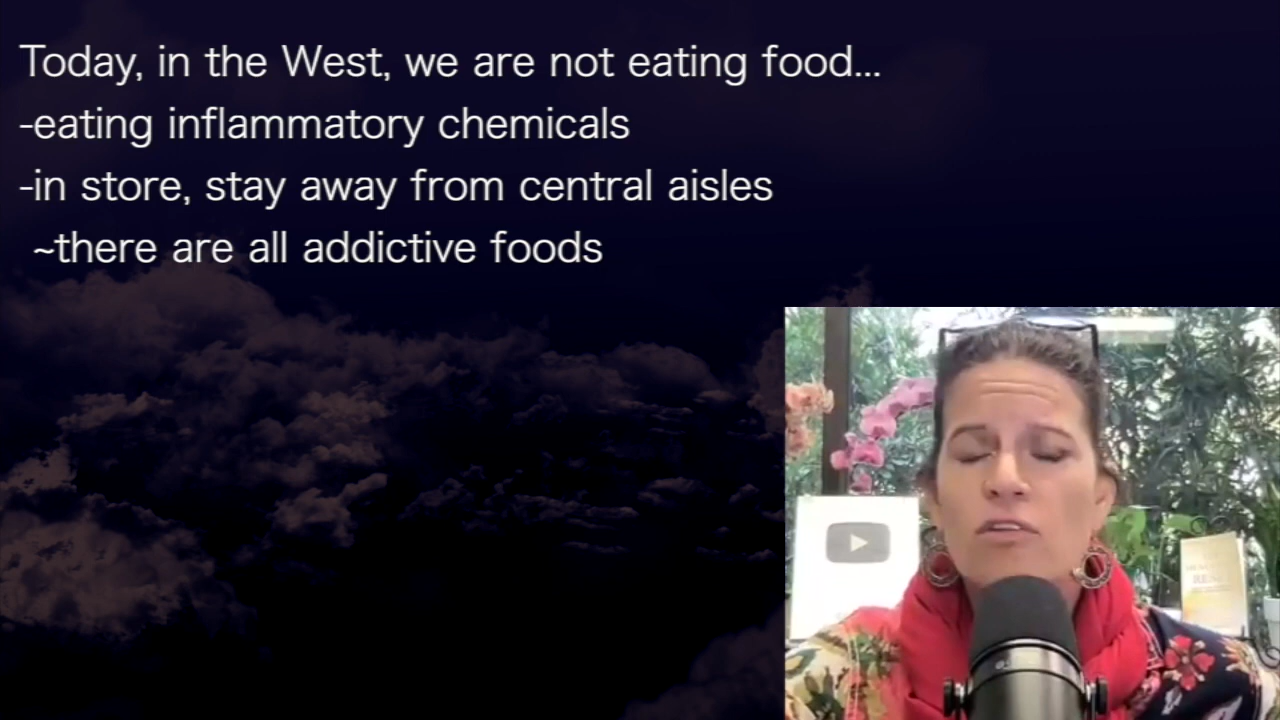 Today, in the West, we are not eating food...
-eating inflammatory chemicals
-in store, stay away from central aisles
~there are all addictive foods